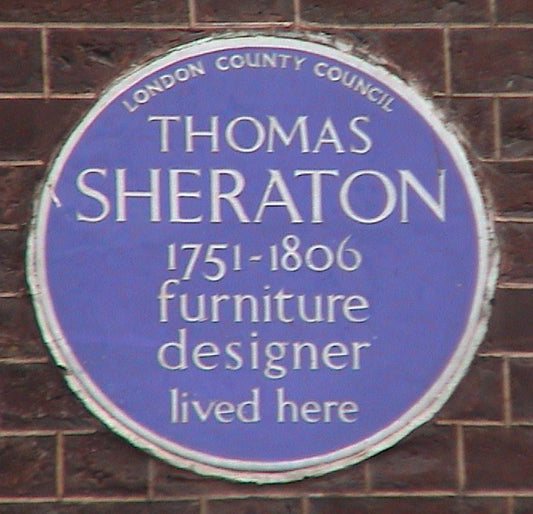 LONDON COUNTY COUNCIL
THOMAS
SHERATON
1751-1806
furniture
designer
lived here